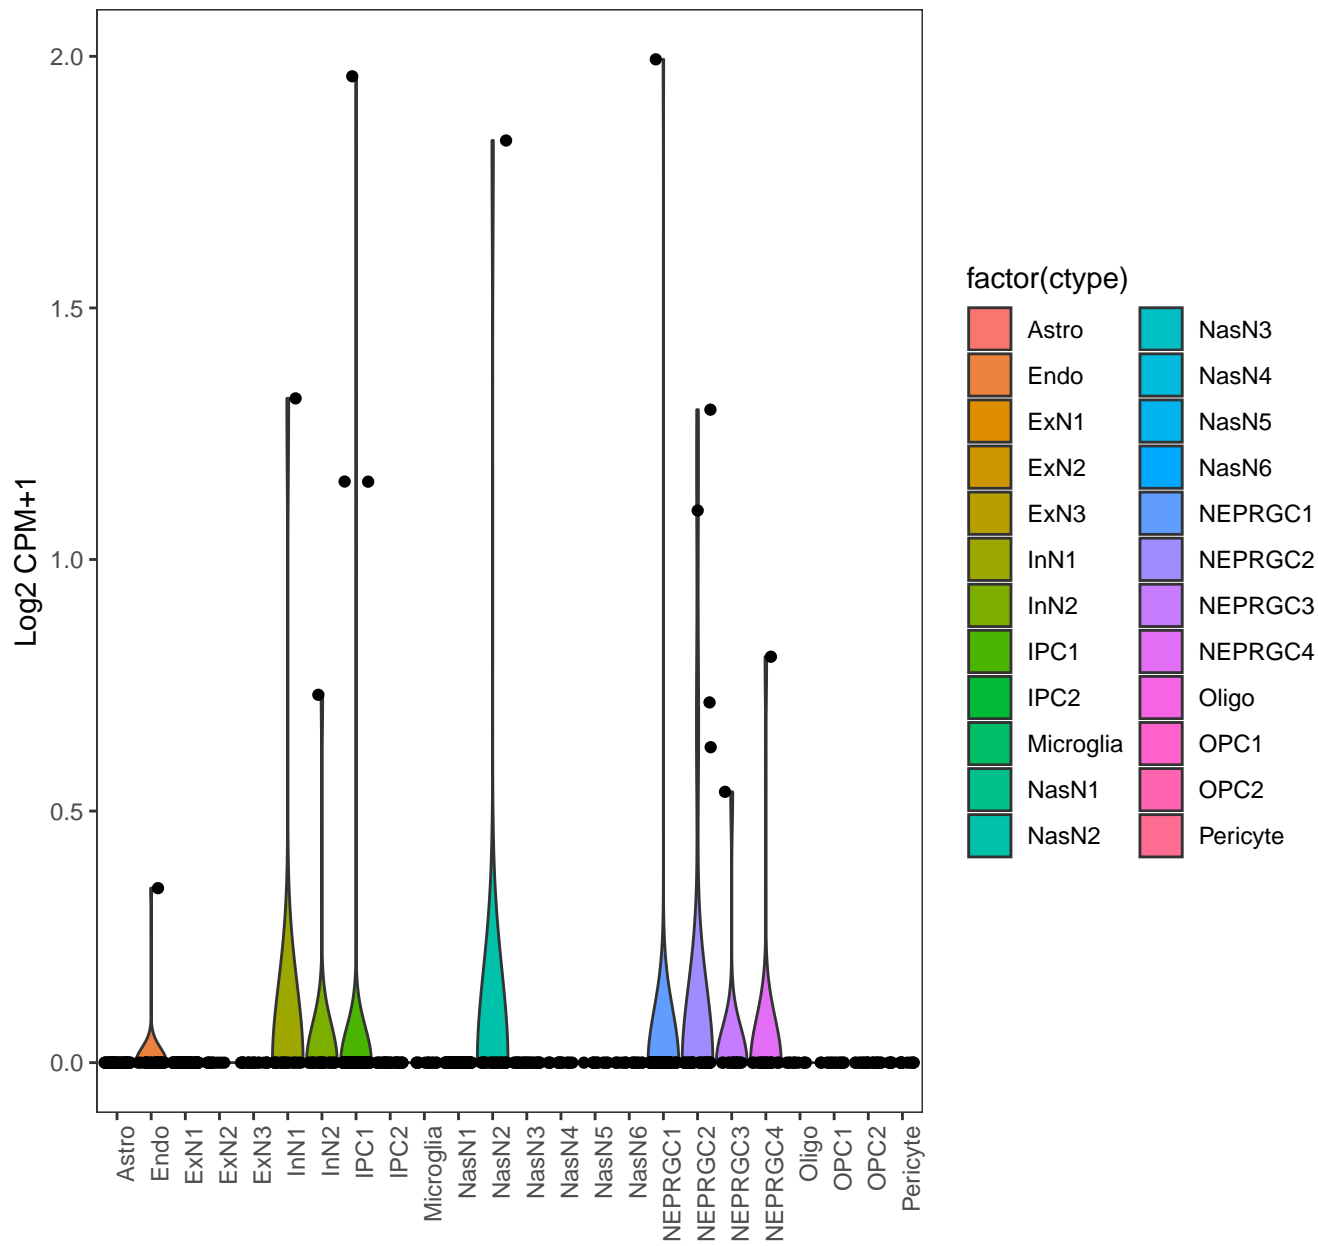 Log2 CPM+1
2.0
1.5
1.0
0.5
0.0
Astro
Endo
ExN1
ExN2
ExN3
InN1
InN2
IPC1
IPC2
Microglia
NasN1
NasN2
NasN3
NasN4
NasN5
NasN6
NEPRGC1
NEPRGC2
NEPRGC3
NEPRGC4
Oligo
OPC1
OPC2
Pericyte
factor(ctype)
Astro
Endo
ExN1
ExN2
ExN3
InN1
InN2
IPC1
IPC2
Microglia
NasN1
NasN2
NasN3
NasN4
NasN5
NasN6
NEPRGC1
NEPRGC2
NEPRGC3
NEPRGC4
Oligo
OPC1
OPC2
Pericyte